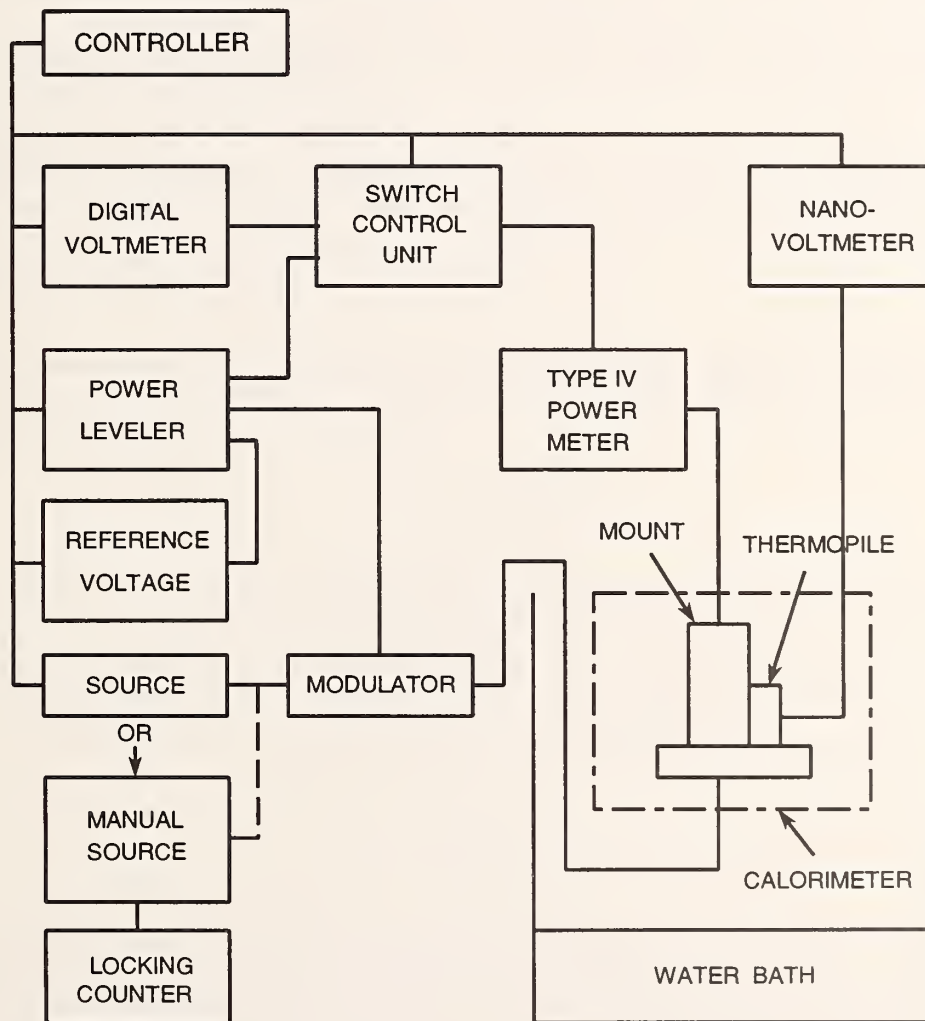 CONTROLLER
DIGITAL
VOLTMETER
SWITCH
CONTROL
UNIT
NANO-
VOLTMETER
POWER
LEVELER
TYPE IV
POWER
METER
REFERENCE
VOLTAGE
MOUNT
THERMOPILE
SOURCE
MODULATOR
OR
MANUAL
SOURCE
CALORIMETER
LOCKING
COUNTER
WATER BATH